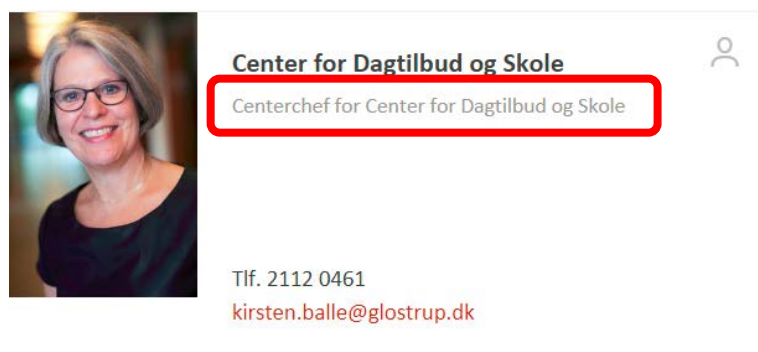 Center for Dagtilbud og Skole
Centerchef for Center for Dagtilbud og Skole
Tlf. 2112 0461
kirsten.balle@glostrup.dk